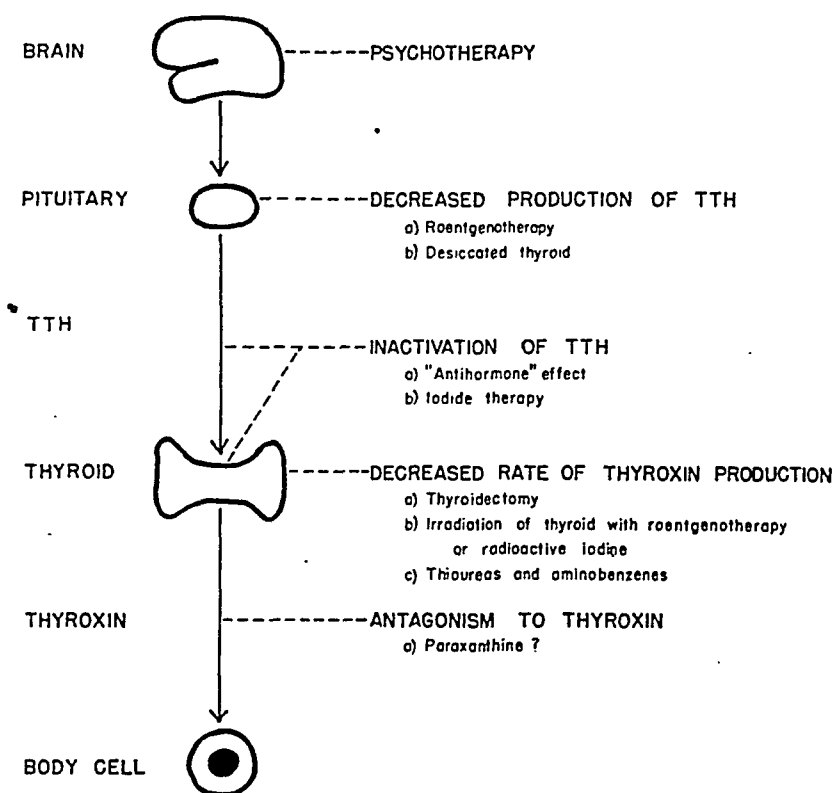 BRAIN
PSYCHOTHERAPY
PITUITARY
DECREASED PRODUCTION OF TTH
a) Roentgenotherapy
b) Desiccated thyroid
TTH
INACTIVATION OF TTH
a) "Antihormone" effect
b) Iodide therapy
THYROID
DECREASED RATE OF THYROXIN PRODUCTION
a) Thyroidectomy
b) Irradiation of thyroid with roentgenotherapy
or radioactive iodine
c) Thioureas and aminobenzenes
THYROXIN
ANTAGONISM TO THYROXIN
a) Paraxanthine ?
BODY CELL